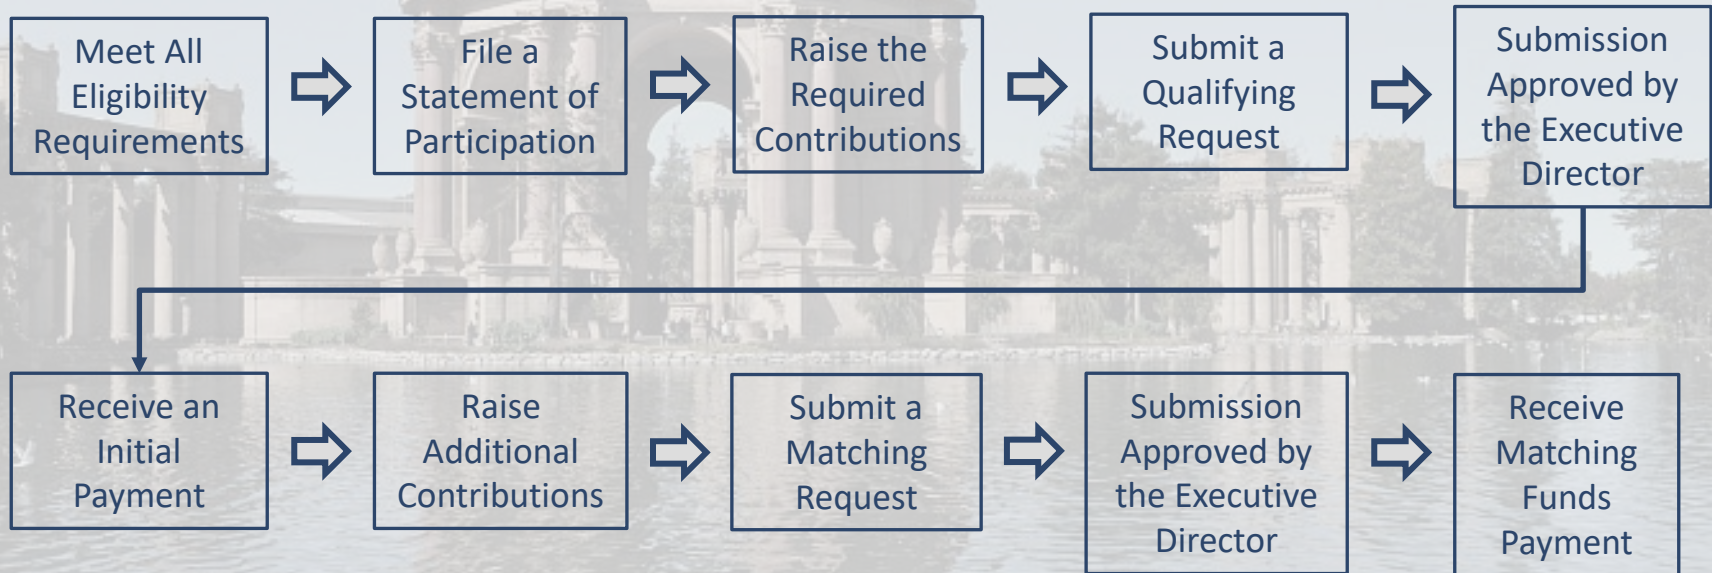 Meet All
Eligibility
Requirements
File a
Statement of
Participation
Raise the
Required
Contributions
Submit a
Qualifying
Request
Submission
Approved by
the Executive
Director
Receive an
Initial
Payment
Raise
Additional
Contributions
Submit a
Matching
Request
Submission
Approved by
the Executive
Director
Receive
Matching
Funds
Payment